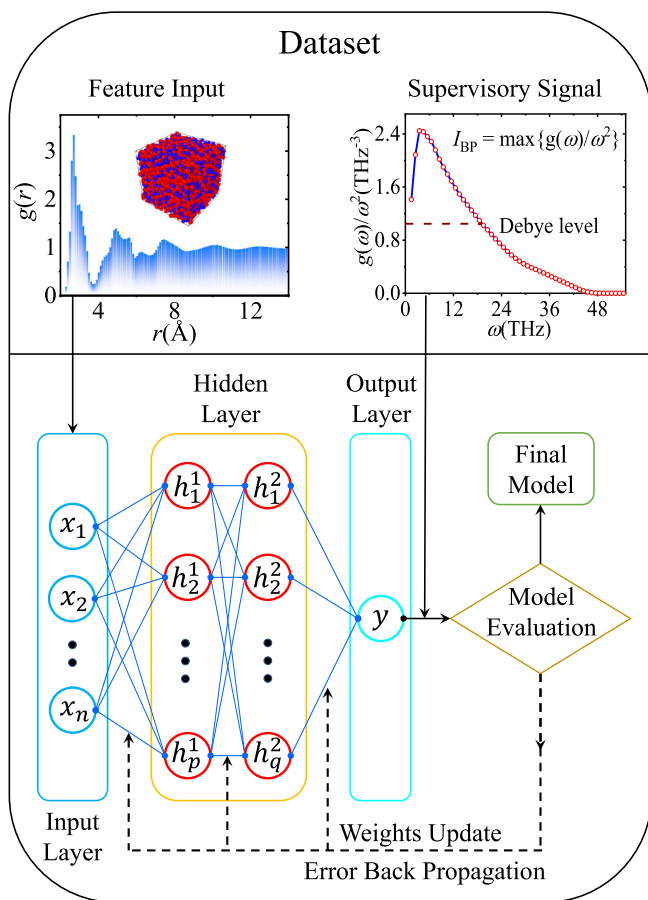 Dataset
Feature Input
Supervisory Signal
3
2
1
0
g(r)
4
8
12
r(Å)
2.4
1.6
0.8
0.0
g(ω)/ω²(THz⁻³)
I_BP = max{g(ω)/ω²}
Debye level
0
12
24
36
48
ω(THz)
Hidden
Layer
Output
Layer
Final
Model
x₁
x₂
xₙ
h₁¹
h₁²
h₂¹
h₂²
hₚ¹
h_q²
y
Model
Evaluation
Input
Layer
Weights Update
Error Back Propagation